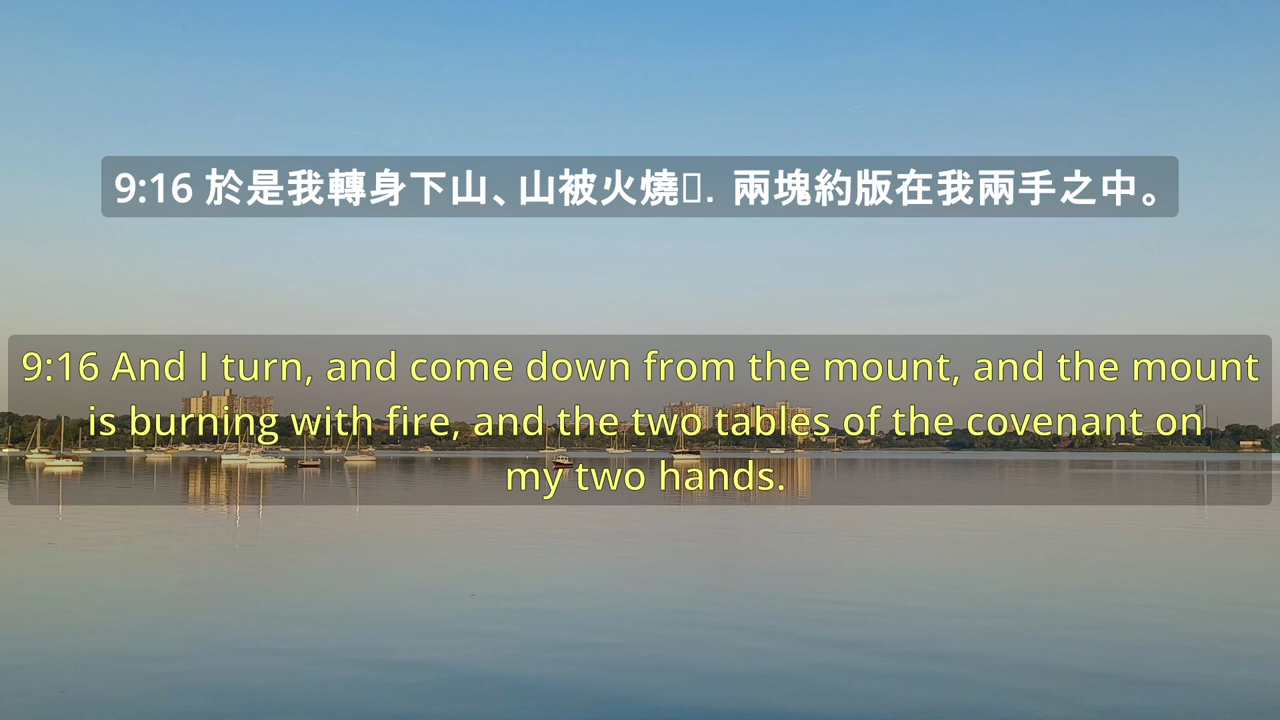 9:16 於是我轉身下山、山被火燒▯. 兩塊約版在我兩手之中。
9:16 And I turn, and come down from the mount, and the mount
is burning with fire, and the two tables of the covenant on
my two hands.